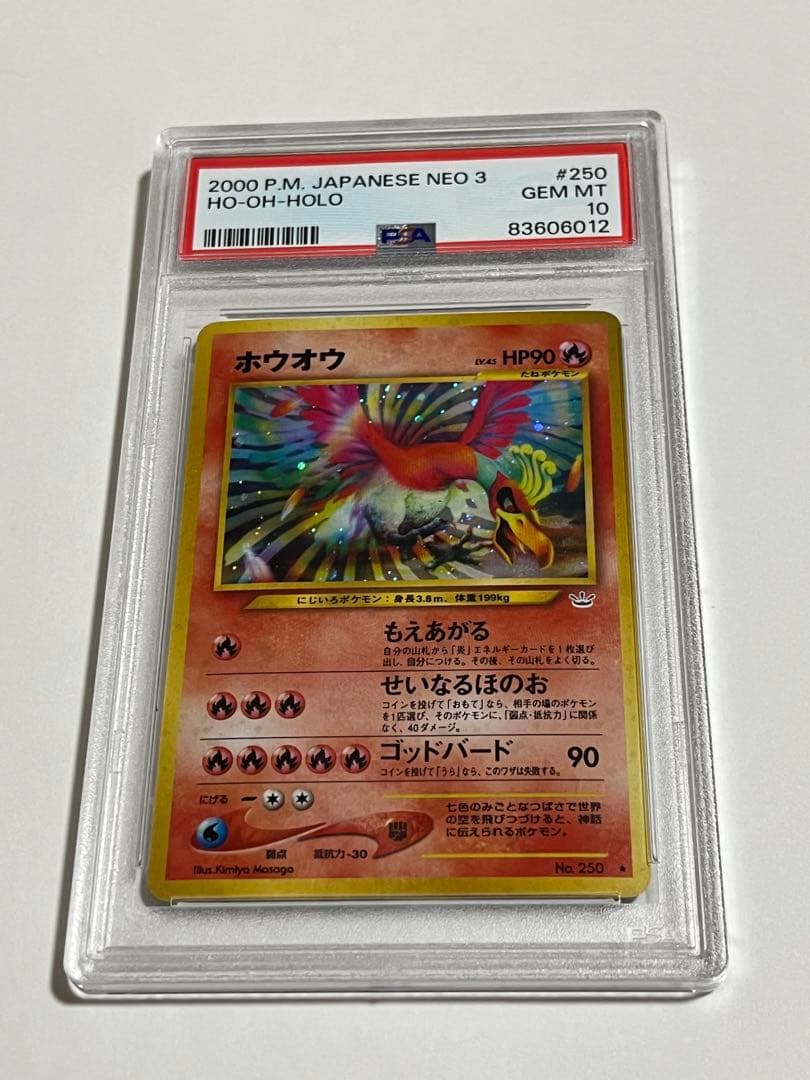 2000 P.M. JAPANESE NEO 3 #250
HO-OH-HOLO GEM MT
10
PSA 83606012
ホウオウ LV.45 HP90
たねポケモン
にじいろポケモン：身長3.8m、体重199kg
もえあがる
自分の山札から「炎」エネルギーカードを1枚選び
出し、自分につける。その後、その山札をよく切る。
せいなるほのお
コインを投げて「おもて」なら、相手の場のポケモン
を1匹選び、そのポケモンに、「弱点・抵抗力」に関係
なく、40ダメージ。
ゴッドバード 90
コインを投げて「うら」なら、このワザは失敗する。
にげる
七色のみごとなつばさで世界
の空を飛びつづけると、神話
に伝えられるポケモン。
弱点 抵抗力-30
Illus.Kimiya Masago No. 250 ★